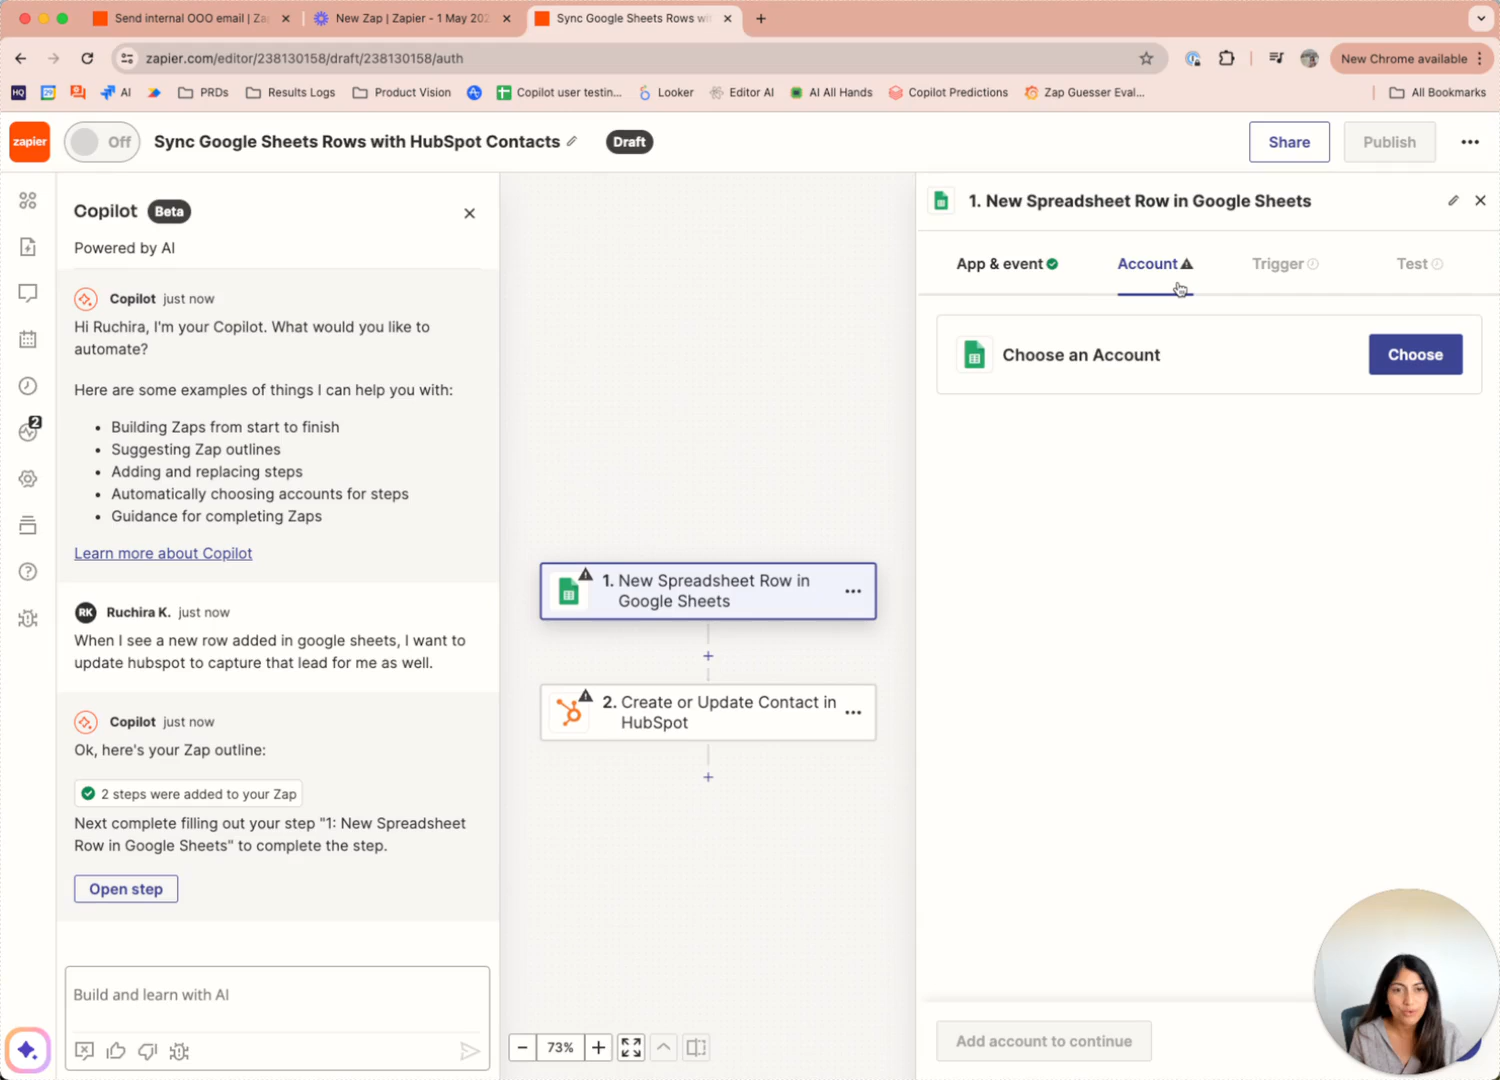 Send internal OOO email | Za
New Zap | Zapier - 1 May 202
Sync Google Sheets Rows wi
zapier.com/editor/238130158/draft/238130158/auth
New Chrome available
HQ
AI
PRDs
Results Logs
Product Vision
Copilot user testin...
Looker
Editor AI
AI All Hands
Copilot Predictions
Zap Guesser Eval...
All Bookmarks
zapier
Off
Sync Google Sheets Rows with HubSpot Contacts
Draft
Share
Publish
Copilot
Beta
Powered by AI
Copilot just now
Hi Ruchira, I'm your Copilot. What would you like to
automate?
Here are some examples of things I can help you with:
• Building Zaps from start to finish
• Suggesting Zap outlines
• Adding and replacing steps
• Automatically choosing accounts for steps
• Guidance for completing Zaps
Learn more about Copilot
RK Ruchira K. just now
When I see a new row added in google sheets, I want to
update hubspot to capture that lead for me as well.
Copilot just now
Ok, here's your Zap outline:
2 steps were added to your Zap
Next complete filling out your step "1: New Spreadsheet
Row in Google Sheets" to complete the step.
Open step
Build and learn with AI
2
1. New Spreadsheet Row in
Google Sheets
2. Create or Update Contact in
HubSpot
73%
1. New Spreadsheet Row in Google Sheets
App & event
Account
Trigger
Test
Choose an Account
Choose
Add account to continue